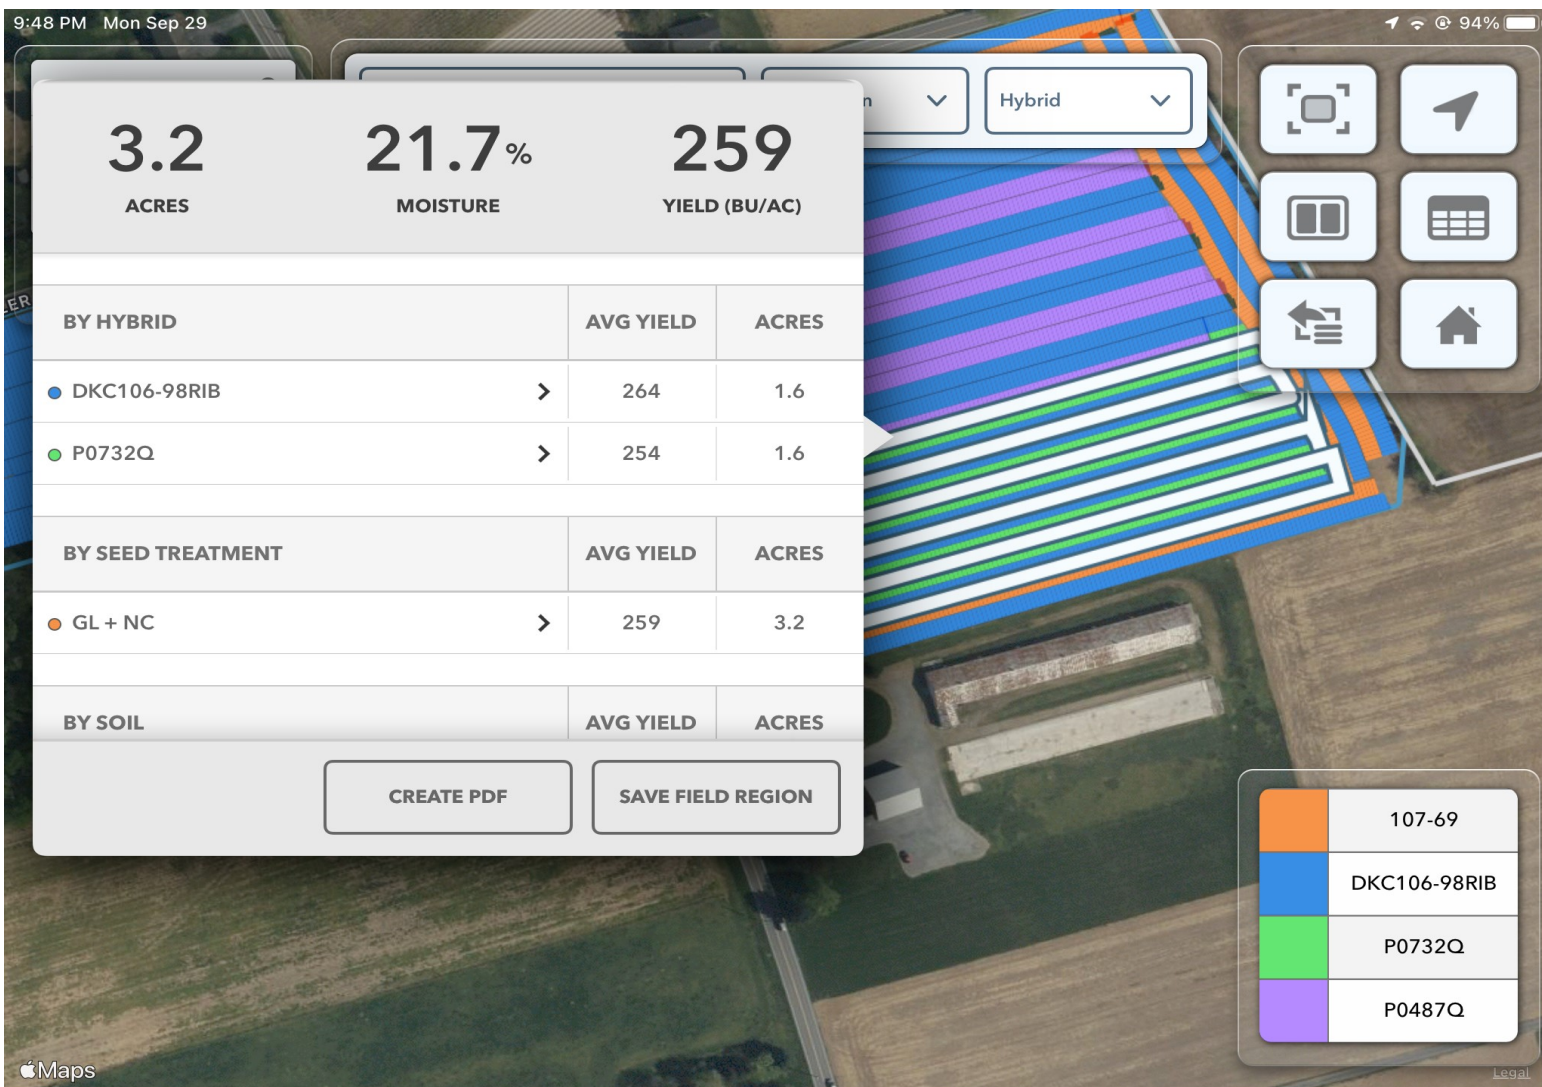 9:48 PM Mon Sep 29
94%
n
Hybrid
3.2
21.7%
259
ACRES
MOISTURE
YIELD (BU/AC)
BY HYBRID
AVG YIELD
ACRES
DKC106-98RIB
264
1.6
P0732Q
254
1.6
BY SEED TREATMENT
AVG YIELD
ACRES
GL + NC
259
3.2
BY SOIL
AVG YIELD
ACRES
CREATE PDF
SAVE FIELD REGION
107-69
DKC106-98RIB
P0732Q
P0487Q
Maps
Legal